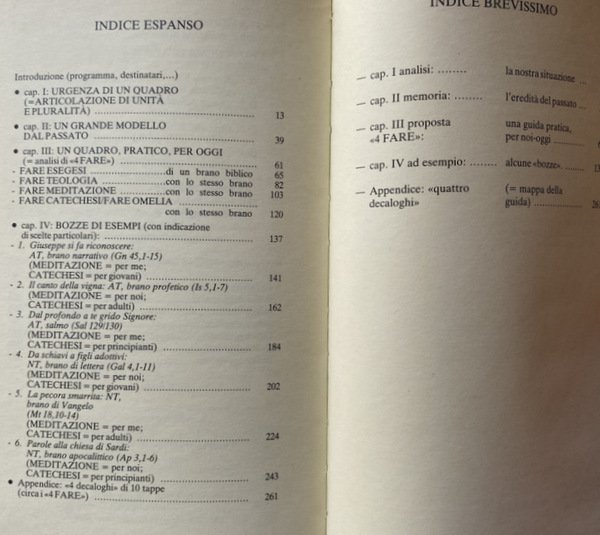 INDICE ESPANSO
Introduzione (programma, destinatari,...)
• cap. I: URGENZA DI UN QUADRO
(=ARTICOLAZIONE DI UNITÀ
E PLURALITÀ) ........ 13
• cap. II: UN GRANDE MODELLO
DAL PASSATO ........ 39
• cap. III: UN QUADRO, PRATICO, PER OGGI
(= analisi di «4 FARE») ........ 61
- FARE ESEGESI ........ di un brano biblico 65
- FARE TEOLOGIA ........ con lo stesso brano 82
- FARE MEDITAZIONE ........ con lo stesso brano 103
- FARE CATECHESI/FARE OMELIA
con lo stesso brano 120
• cap. IV: BOZZE DI ESEMPI (con indicazione
di scelte particolari): ........ 137
- 1. Giuseppe si fa riconoscere:
AT, brano narrativo (Gn 45,1-15)
(MEDITAZIONE = per me;
CATECHESI = per giovani) ........ 141
- 2. Il canto della vigna: AT, brano profetico (Is 5,1-7)
(MEDITAZIONE = per noi;
CATECHESI = per adulti) ........ 162
- 3. Dal profondo a te grido Signore:
AT, salmo (Sal 129/130)
(MEDITAZIONE = per me;
CATECHESI = per principianti) ........ 184
- 4. Da schiavi a figli adottivi:
NT, brano di lettera (Gal 4,1-11)
(MEDITAZIONE = per noi;
CATECHESI = per giovani) ........ 202
- 5. La pecora smarrita: NT,
brano di Vangelo
(Mt 18,10-14)
(MEDITAZIONE = per me;
CATECHESI = per adulti) ........ 224
- 6. Parole alla chiesa di Sardi:
NT, brano apocalittico (Ap 3,1-6)
(MEDITAZIONE = per noi;
CATECHESI = per principianti) ........ 243
• Appendice: «4 decaloghi» di 10 tappe
(circa i «4 FARE») ........ 261
INDICE BREVISSIMO
— cap. I analisi: ........ la nostra situazione ...
— cap. II memoria: ........ l'eredità del passato ...
— cap. III proposta una guida pratica,
«4 FARE»: per noi-oggi ...
— cap. IV ad esempio: ........ alcune «bozze». ........
— Appendice: «quattro (= mappa della
decaloghi» guida) ........